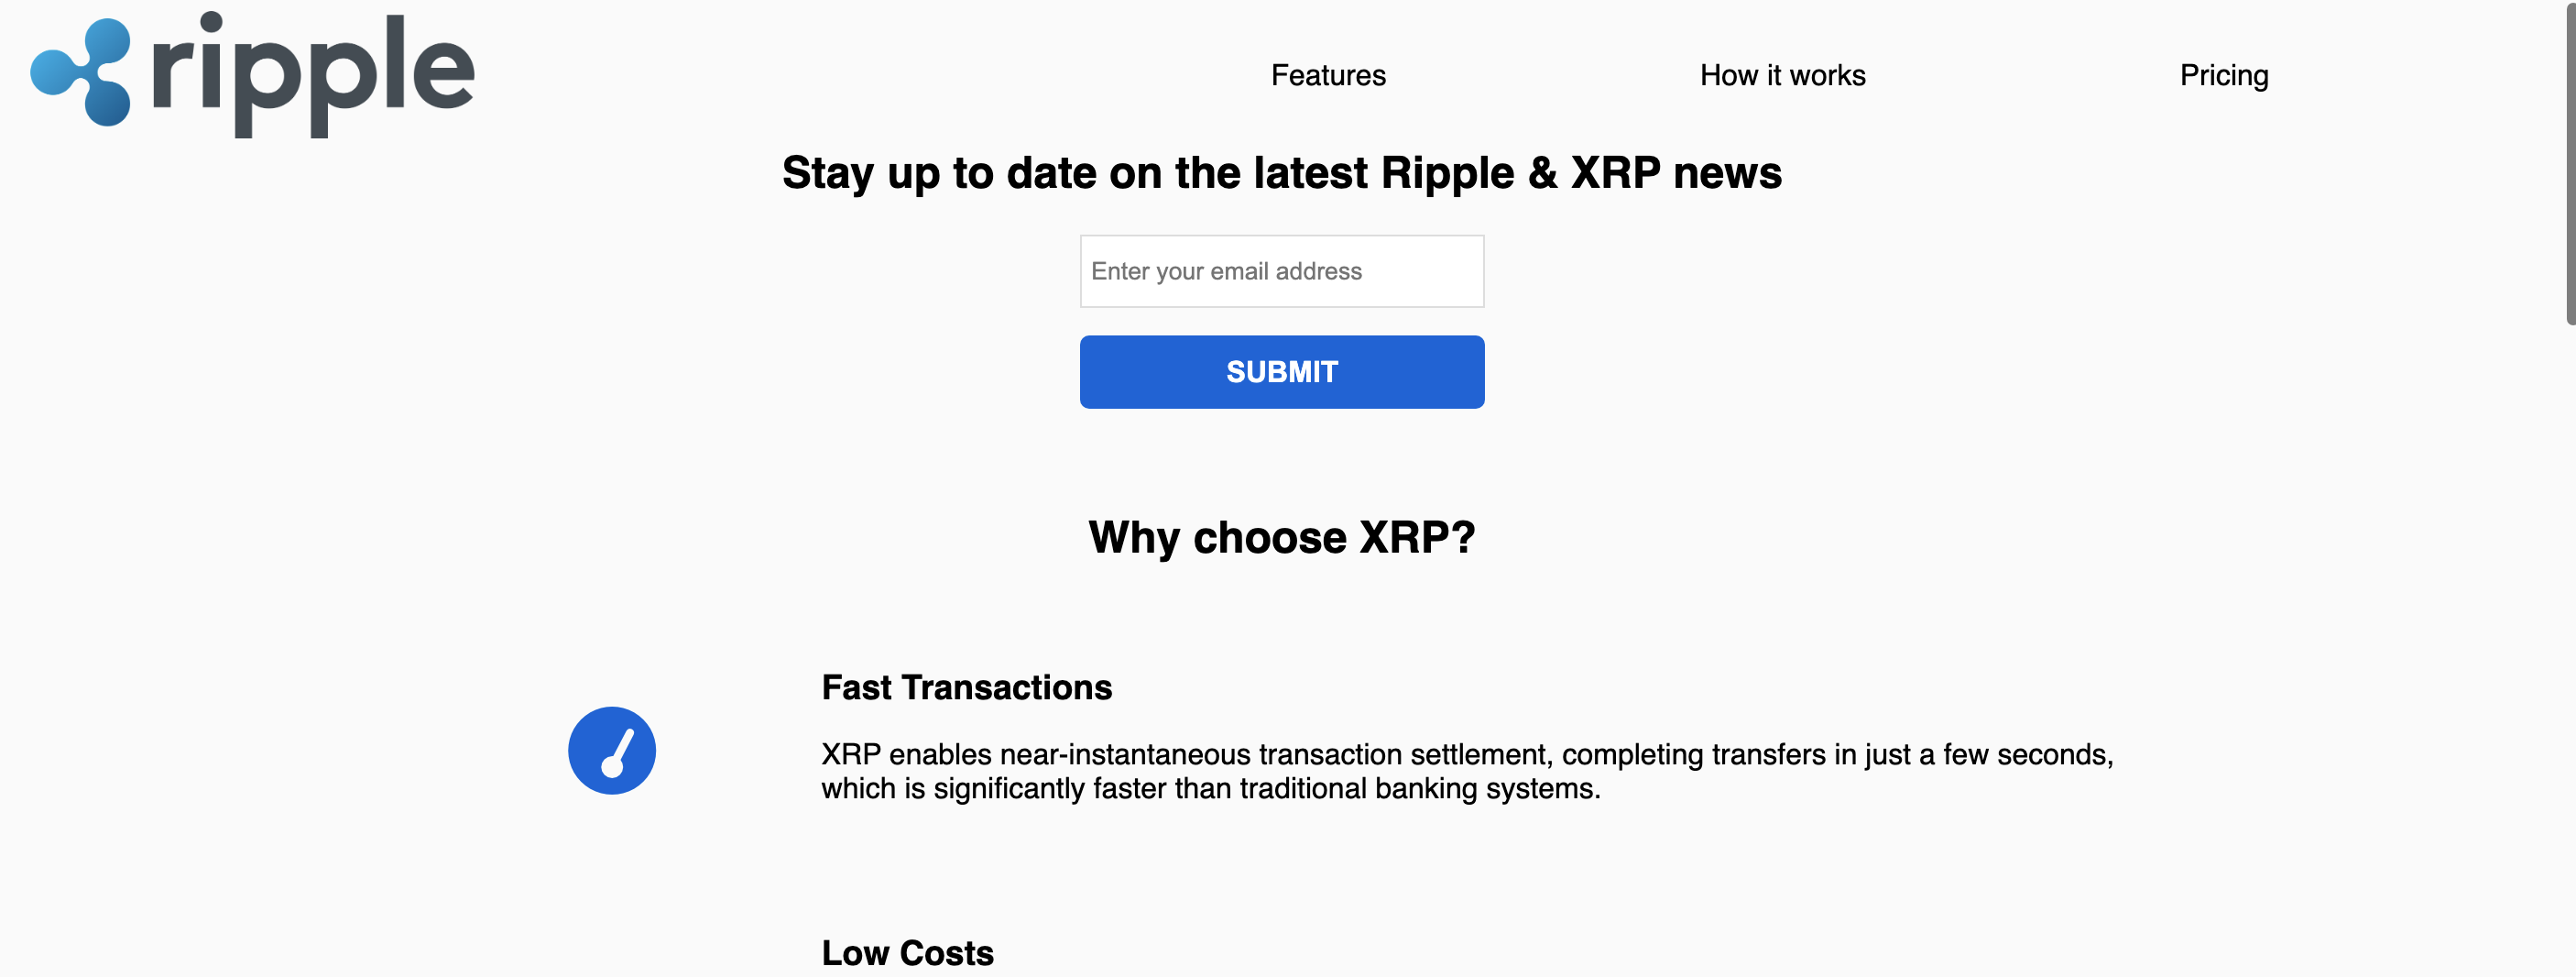 ripple
Features
How it works
Pricing
Stay up to date on the latest Ripple & XRP news
Enter your email address
SUBMIT
Why choose XRP?
Fast Transactions
XRP enables near-instantaneous transaction settlement, completing transfers in just a few seconds,
which is significantly faster than traditional banking systems.
Low Costs